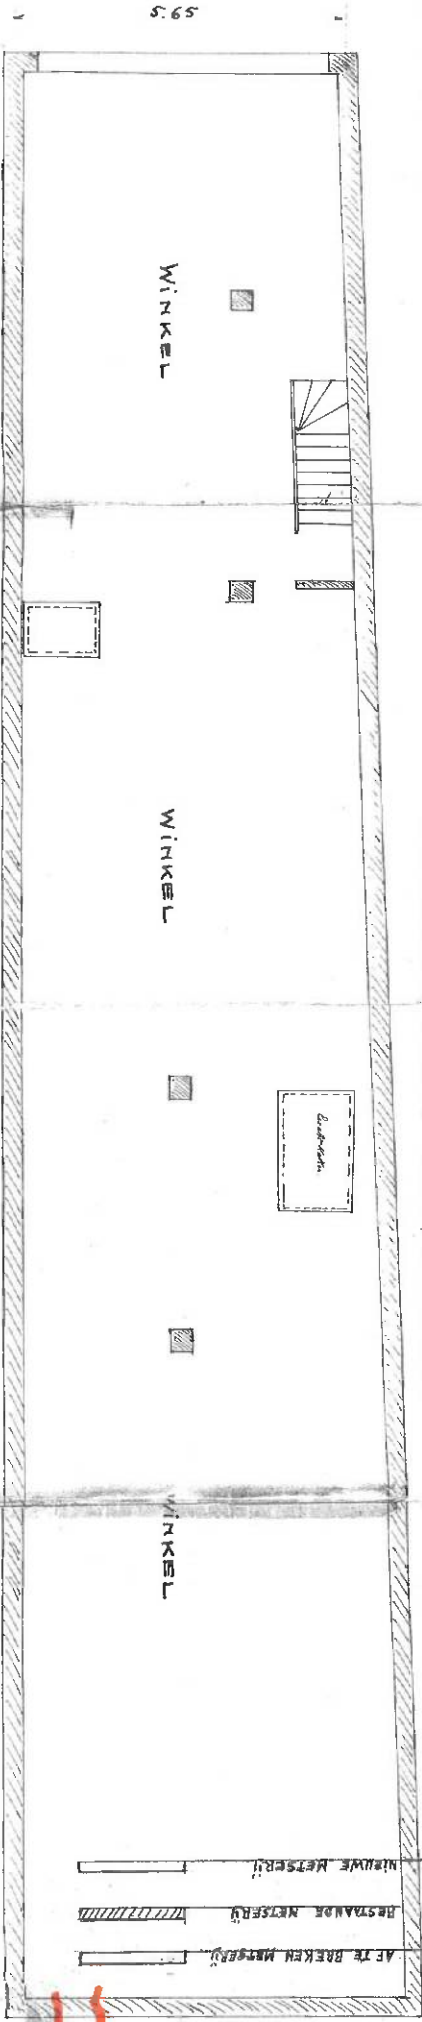 5.65
WiNKEL
WiNKEL
WiNKEL
NIEUWE METSERIJ
BESTAANDE METSERIJ
AF TE BREKEN METSERIJ